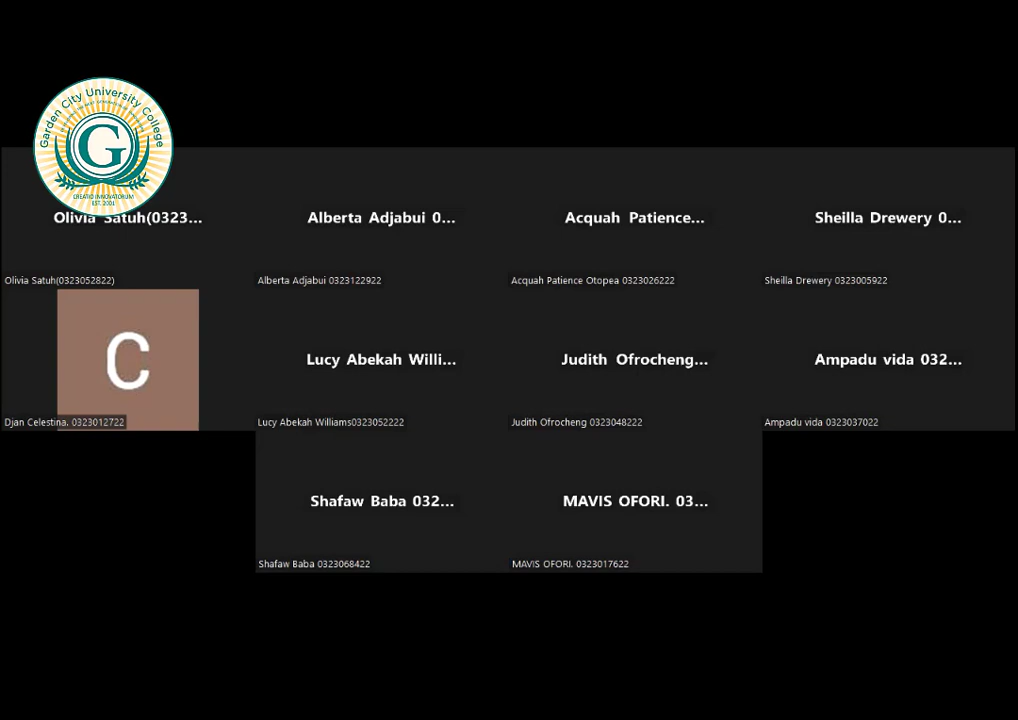 Garden City University College
G
CREATIO INNOVATORUM
EST. 2001
Olivia Satuh(0323...
Alberta Adjabui 0...
Acquah Patience...
Sheilla Drewery 0...
Olivia Satuh(0323052822)
Alberta Adjabui 0323122922
Acquah Patience Otopea 0323026222
Sheilla Drewery 0323005922
C
Lucy Abekah Willi...
Judith Ofrocheng...
Ampadu vida 032...
Djan Celestina. 0323012722
Lucy Abekah Williams0323052222
Judith Ofrocheng 0323048222
Ampadu vida 0323037022
Shafaw Baba 032...
MAVIS OFORI. 03...
Shafaw Baba 0323068422
MAVIS OFORI. 0323017622